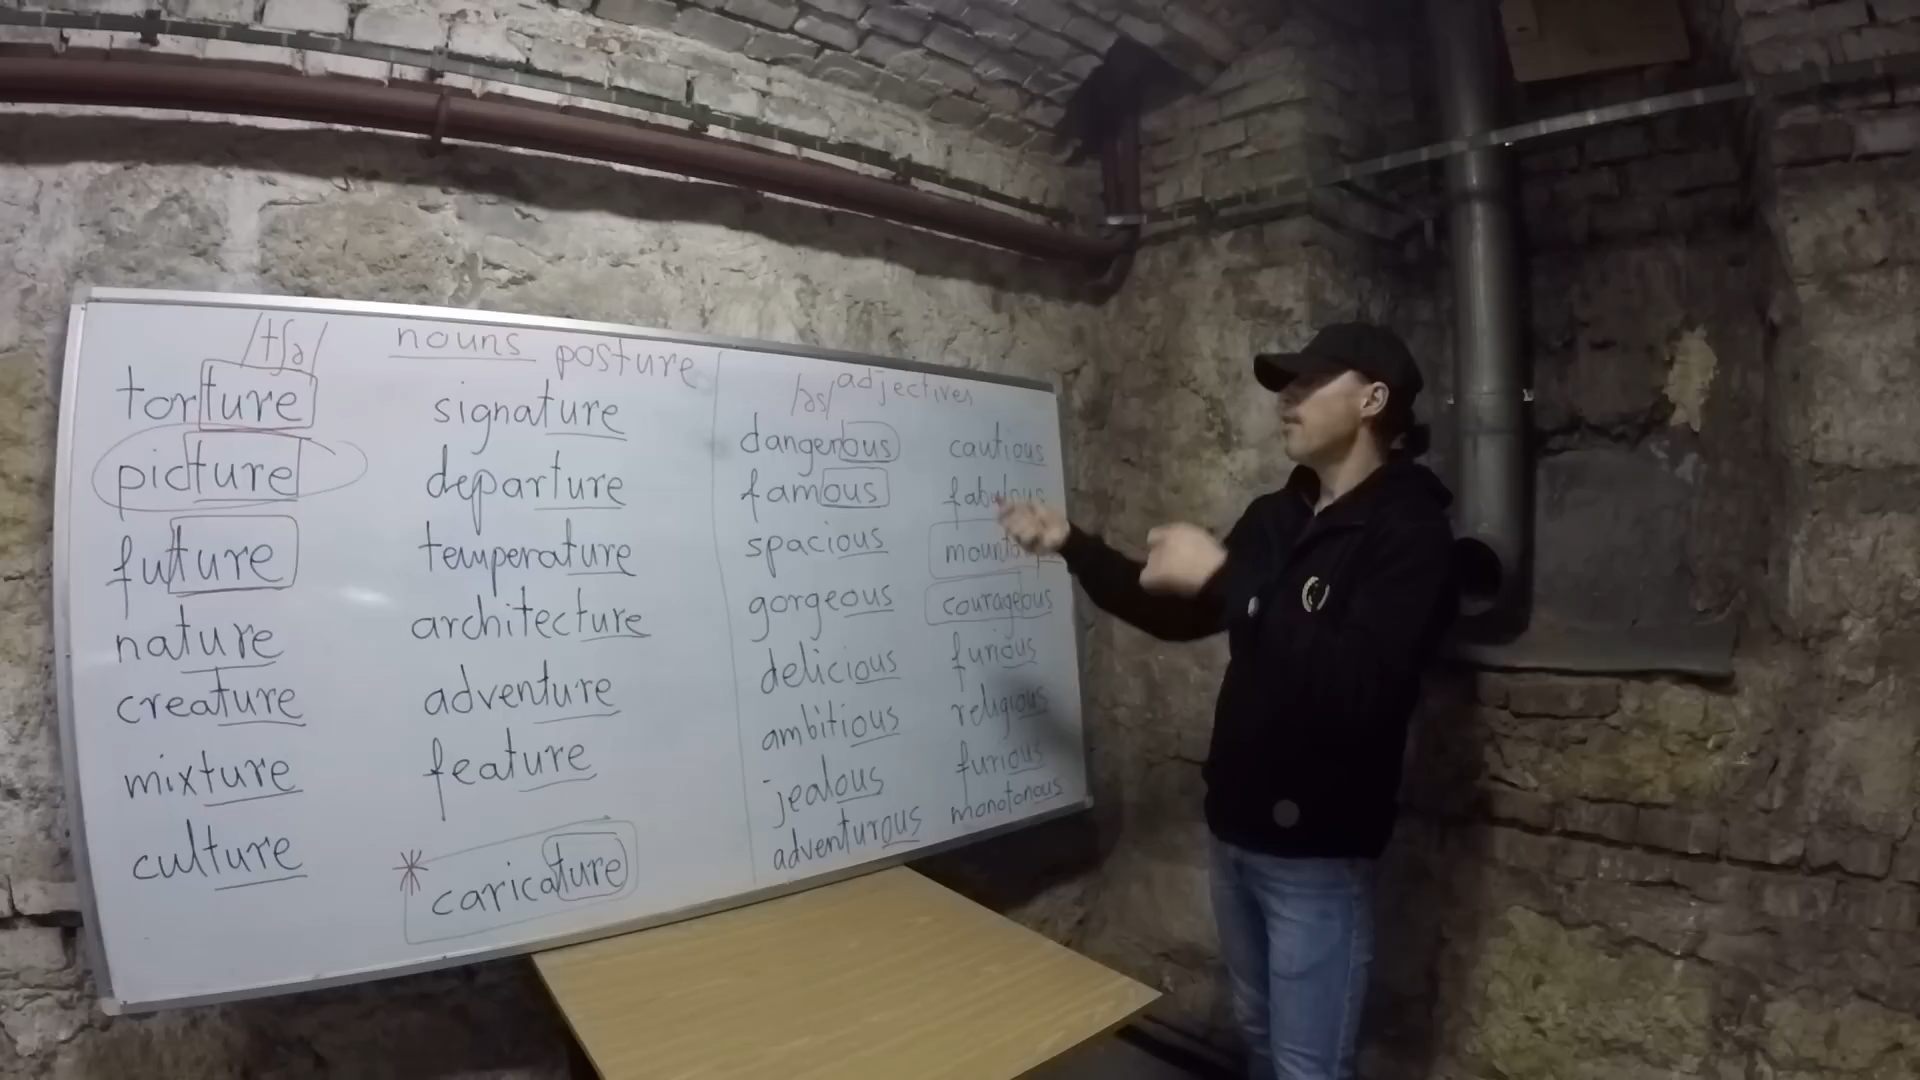 /tʃə/ nouns posture
torture
picture
future
nature
creature
mixture
culture
signature
departure
temperature
architecture
adventure
feature
* caricature
/əs/ adjectives
dangerous
famous
spacious
gorgeous
delicious
ambitious
jealous
adventurous
cautious
fabulous
courageous
furious
religious
furious
monotonous